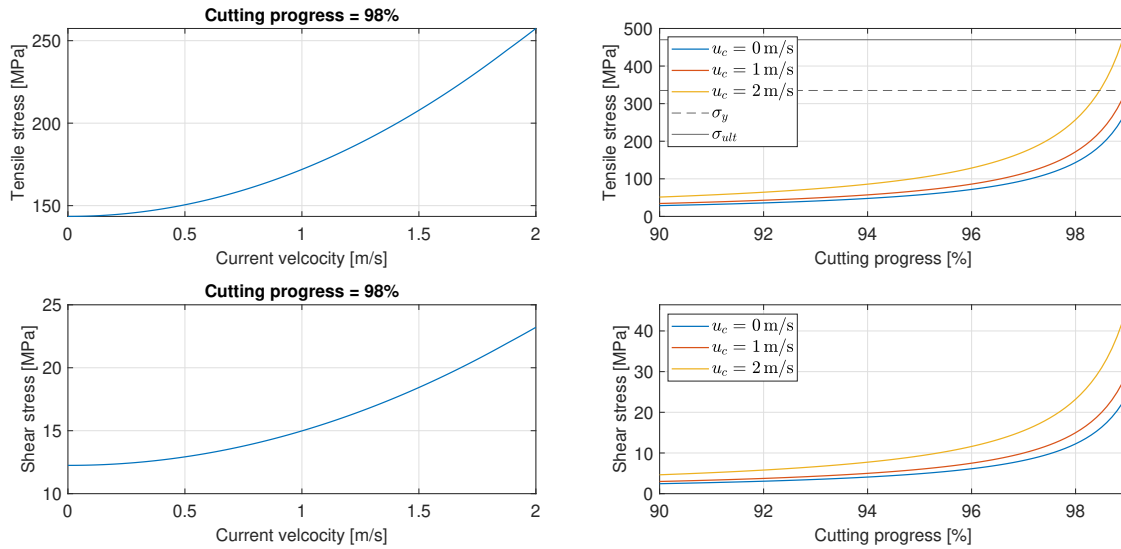 Cutting progress = 98%
Tensile stress [MPa]
250
200
150
0
0.5
1
1.5
2
Current velcocity [m/s]
Tensile stress [MPa]
500
400
300
200
100
0
u_c = 0 m/s
u_c = 1 m/s
u_c = 2 m/s
σ_y
σ_ult
90
92
94
96
98
Cutting progress [%]
Cutting progress = 98%
Shear stress [MPa]
25
20
15
10
0
0.5
1
1.5
2
Current velcocity [m/s]
Shear stress [MPa]
40
30
20
10
0
u_c = 0 m/s
u_c = 1 m/s
u_c = 2 m/s
90
92
94
96
98
Cutting progress [%]